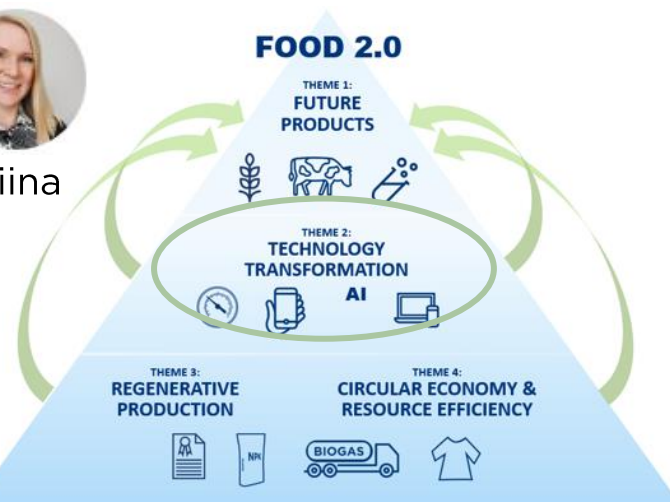 FOOD 2.0
THEME 1:
FUTURE
PRODUCTS
iina
THEME 2:
TECHNOLOGY
TRANSFORMATION
AI
THEME 3:
REGENERATIVE
PRODUCTION
THEME 4:
CIRCULAR ECONOMY &
RESOURCE EFFICIENCY
NPK
BIOGAS